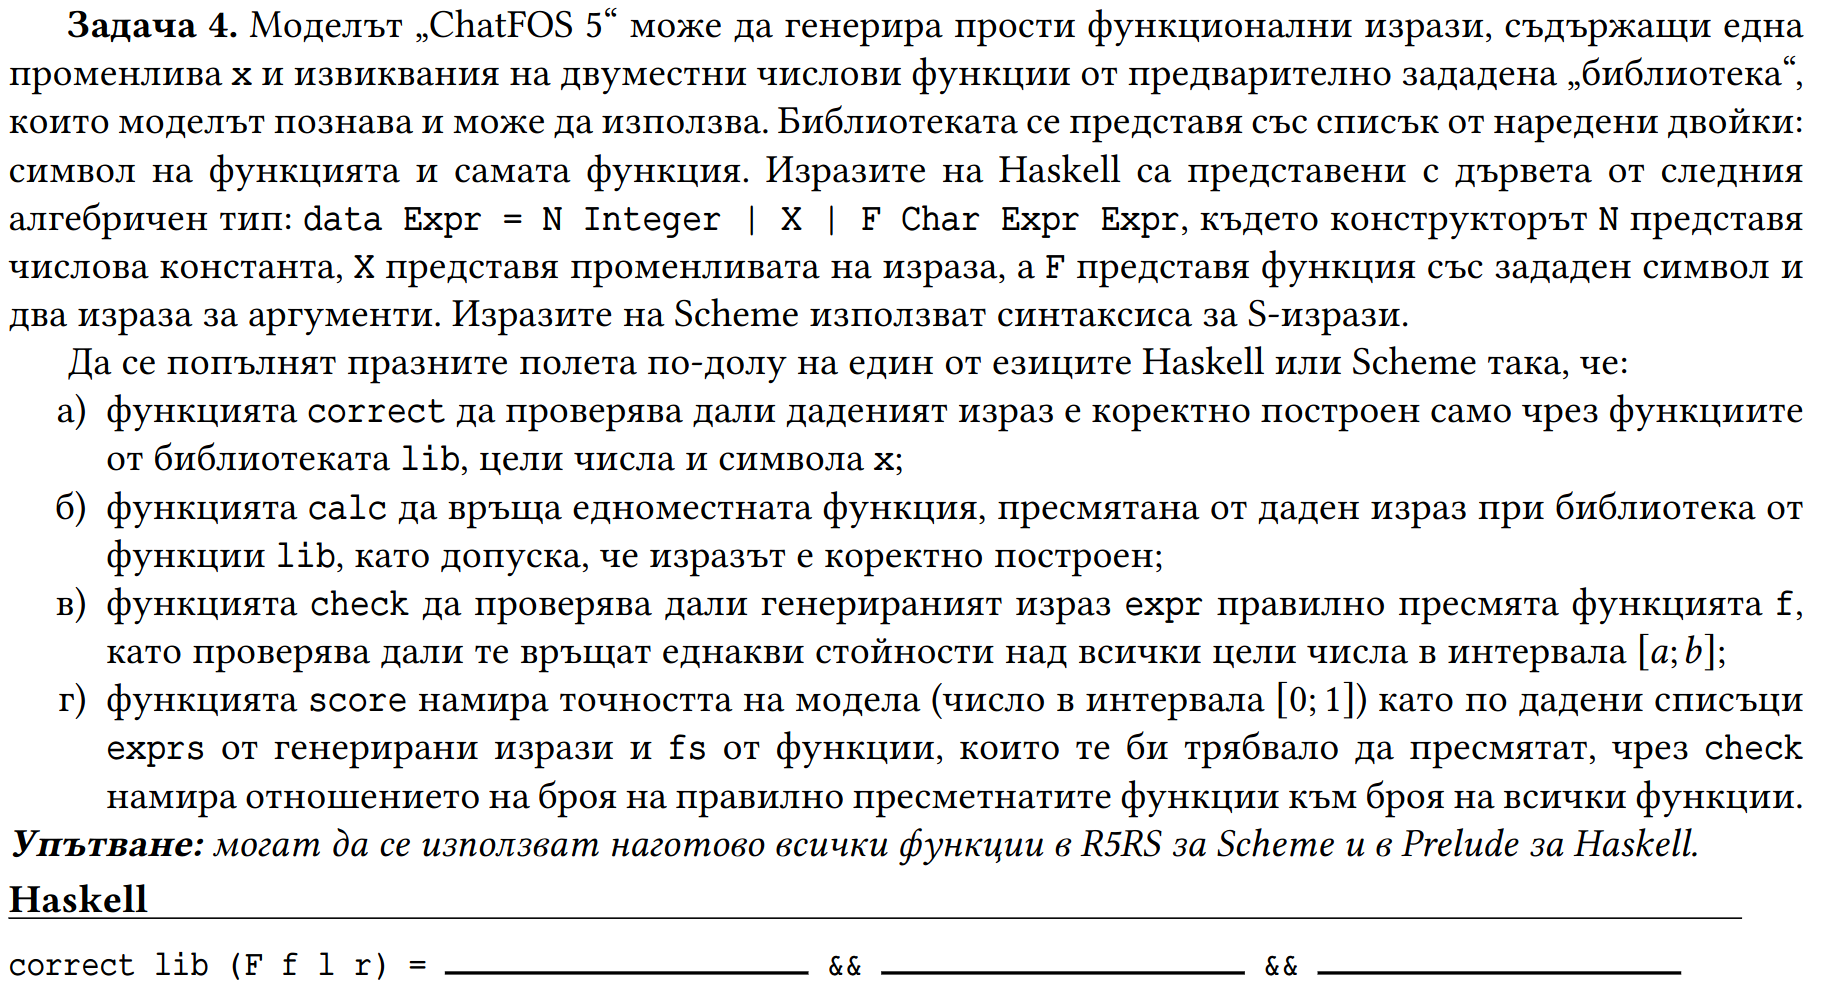 Задача 4. Моделът „ChatFOS 5“ може да генерира прости функционални изрази, съдържащи една
променлива x и извиквания на двуместни числови функции от предварително зададена „библиотека“,
които моделът познава и може да използва. Библиотеката се представя със списък от наредени двойки:
символ на функцията и самата функция. Изразите на Haskell са представени с дървета от следния
алгебричен тип: data Expr = N Integer | X | F Char Expr Expr, където конструкторът N представя
числова константа, X представя променливата на израза, а F представя функция със зададен символ и
два израза за аргументи. Изразите на Scheme използват синтаксиса за S-изрази.
Да се попълнят празните полета по-долу на един от езиците Haskell или Scheme така, че:
а) функцията correct да проверява дали даденият израз е коректно построен само чрез функциите
от библиотеката lib, цели числа и символа x;
б) функцията calc да връща едноместната функция, пресмятана от даден израз при библиотека от
функции lib, като допуска, че изразът е коректно построен;
в) функцията check да проверява дали генерираният израз expr правилно пресмята функцията f,
като проверява дали те връщат еднакви стойности над всички цели числа в интервала [a; b];
г) функцията score намира точността на модела (число в интервала [0; 1]) като по дадени списъци
exprs от генерирани изрази и fs от функции, които те би трябвало да пресмятат, чрез check
намира отношението на броя на правилно пресметнатите функции към броя на всички функции.
Упътване: могат да се използват наготово всички функции в R5RS за Scheme и в Prelude за Haskell.
Haskell
correct lib (F f l r) = ____________ && ____________ && ____________